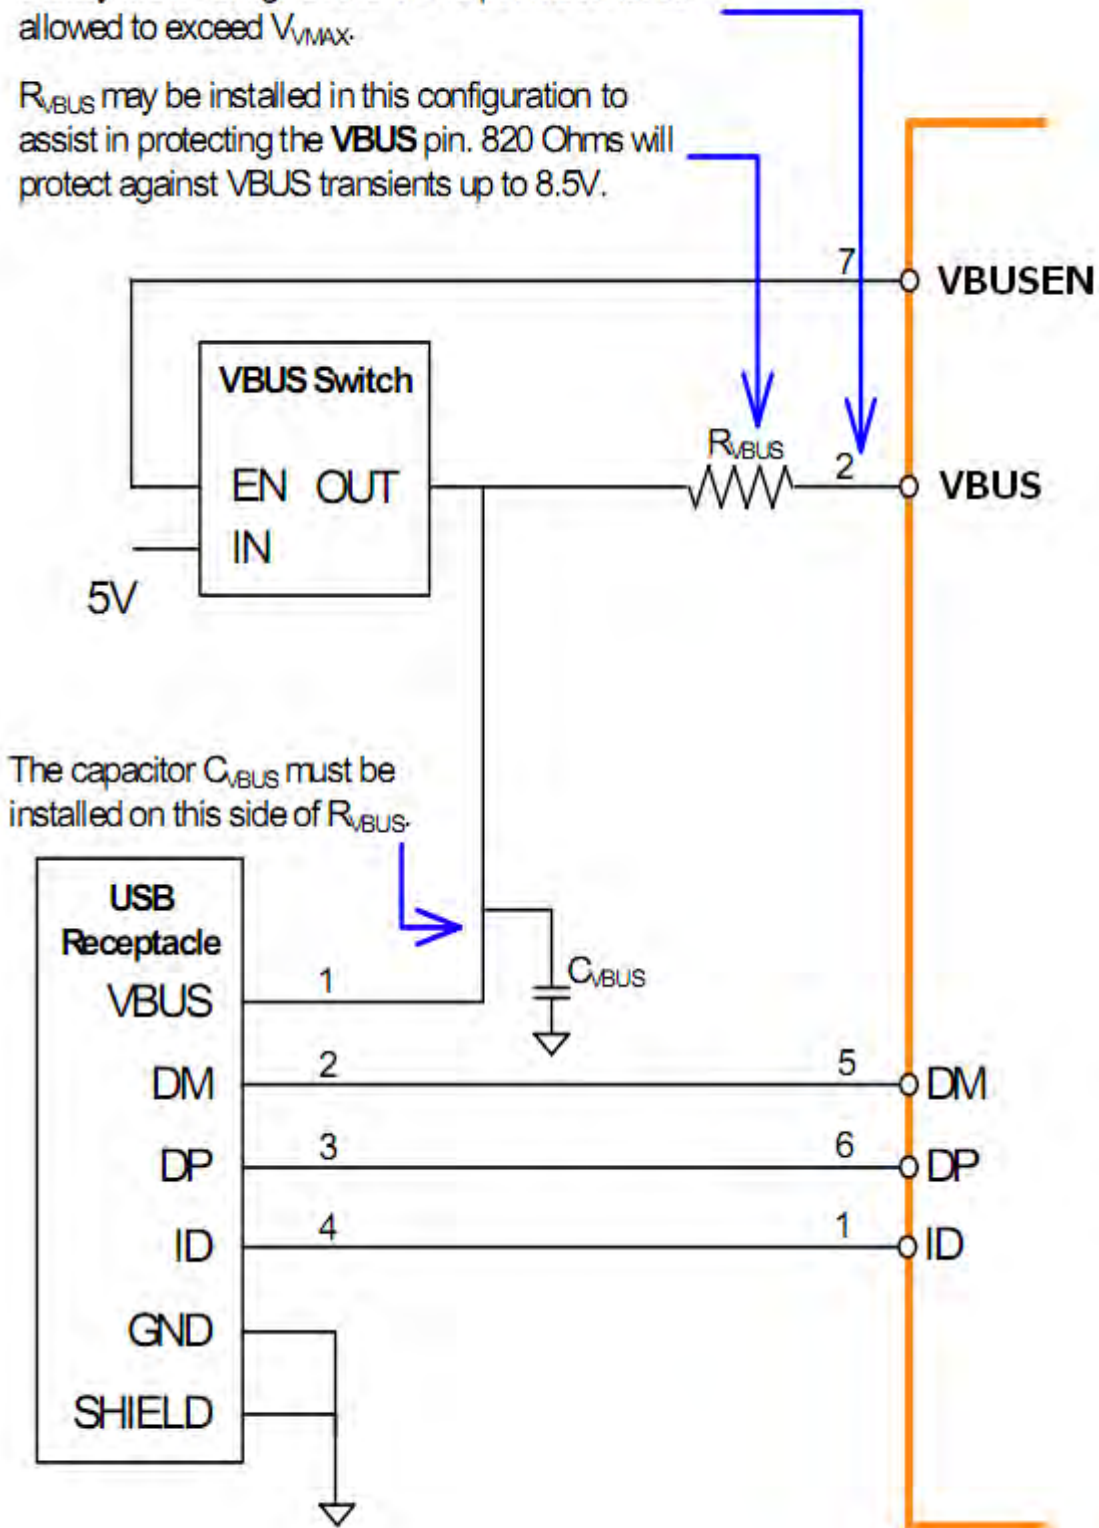 allowed to exceed VVMAX.
RVBUS may be installed in this configuration to
assist in protecting the VBUS pin. 820 Ohms will
protect against VBUS transients up to 8.5V.
7
VBUSEN
VBUS Switch
RVBUS
EN OUT
2
VBUS
IN
5V
The capacitor CVBUS must be
installed on this side of RVBUS.
USB
Receptacle
VBUS
1
CVBUS
DM
2
5
DM
DP
3
6
DP
ID
4
1
ID
GND
SHIELD